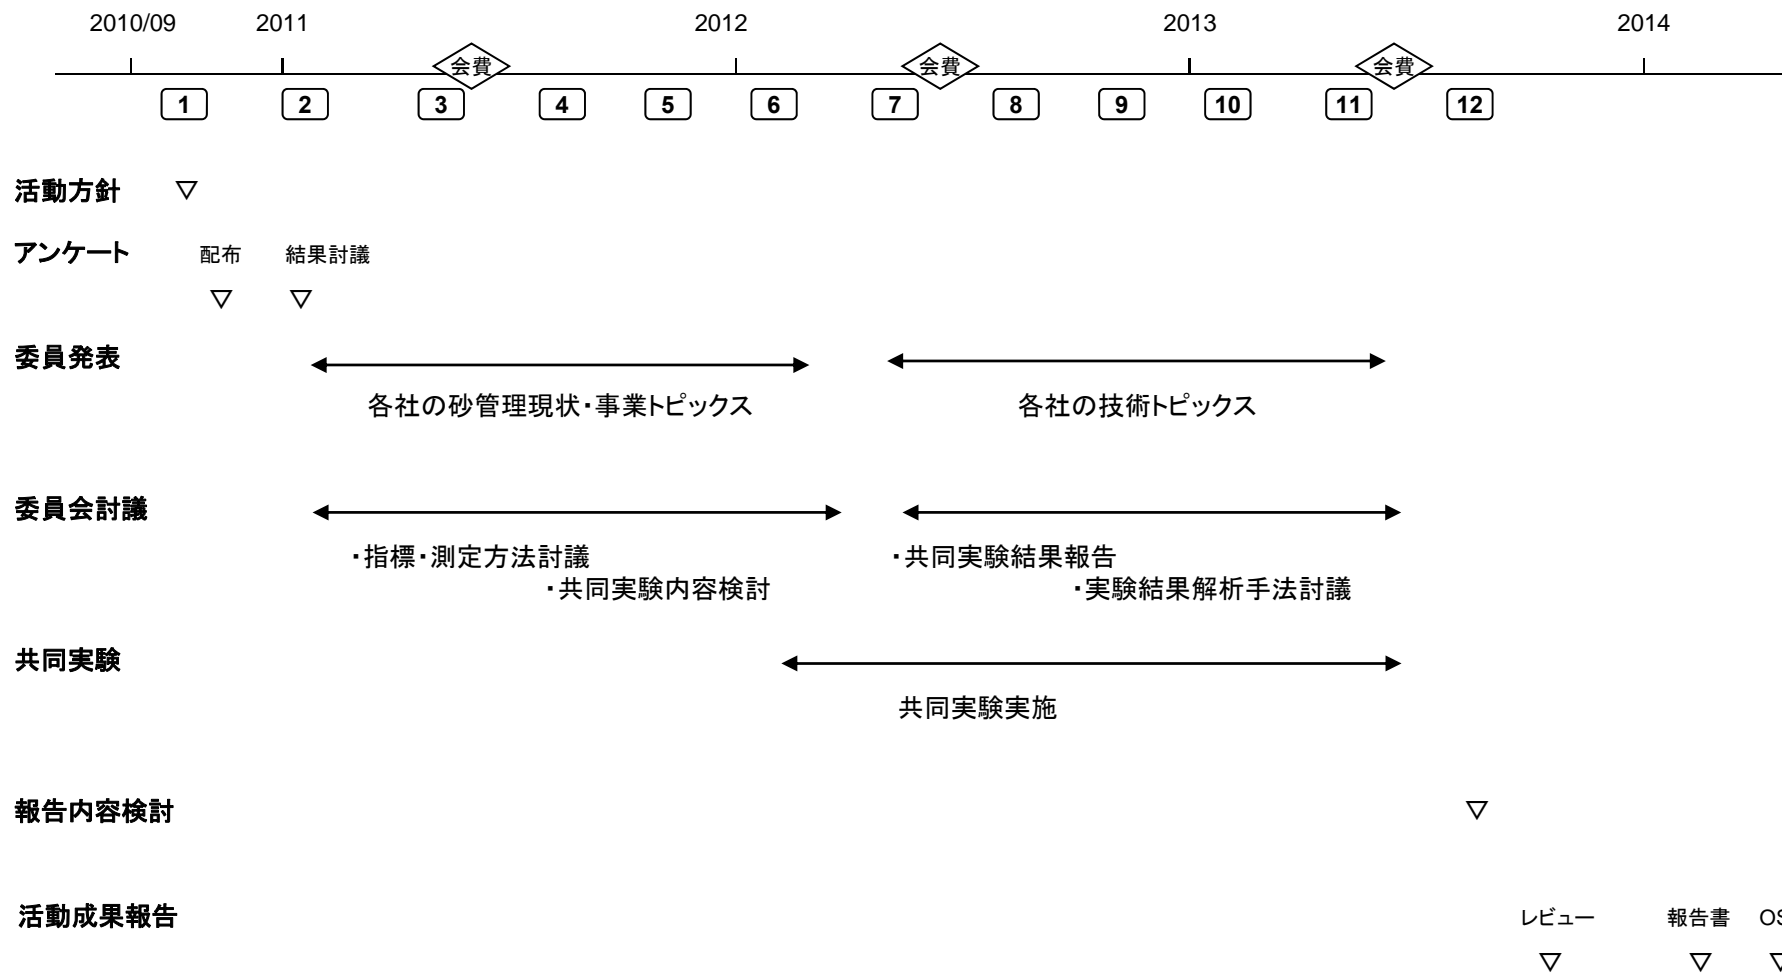 2010/09 2011 2012 2013 2014
会費 会費 会費
1 2 3 4 5 6 7 8 9 10 11 12
活動方針 ▽
アンケート 配布 結果討議
▽ ▽
委員発表
各社の砂管理現状・事業トピックス 各社の技術トピックス
委員会討議
・指標・測定方法討議 ・共同実験結果報告
・共同実験内容検討 ・実験結果解析手法討議
共同実験
共同実験実施
報告内容検討 ▽
活動成果報告 レビュー 報告書
▽ ▽ ▽